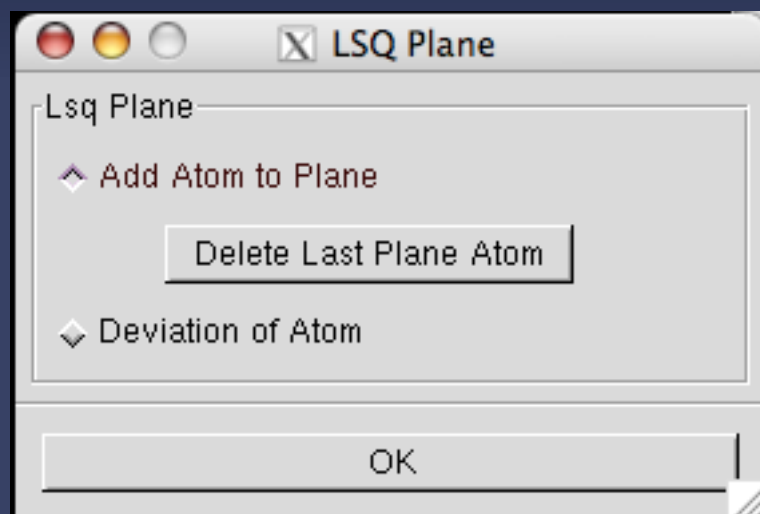 LSQ Plane
Lsq Plane
Add Atom to Plane
Delete Last Plane Atom
Deviation of Atom
OK